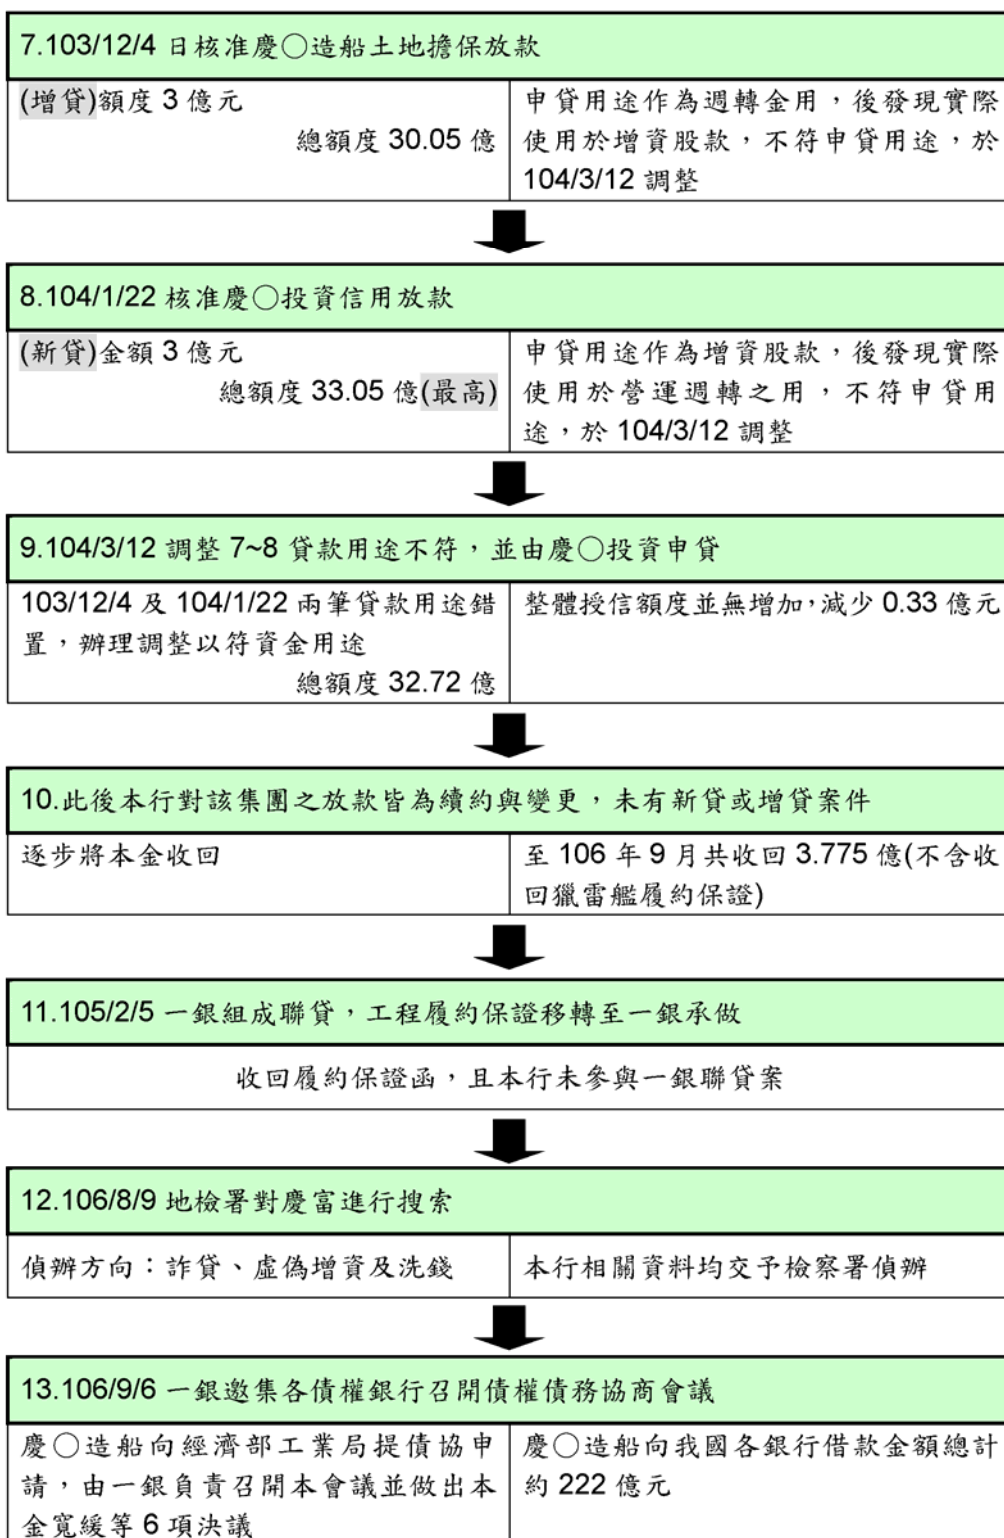 7.103/12/4 日核准慶○造船土地擔保放款
(增貸)額度 3 億元
總額度 30.05 億
申貸用途作為週轉金用，後發現實際
使用於增資股款，不符申貸用途，於
104/3/12 調整
8.104/1/22 核准慶○投資信用放款
(新貸)金額 3 億元
總額度 33.05 億(最高)
申貸用途作為增資股款，後發現實際
使用於營運週轉之用，不符申貸用
途，於 104/3/12 調整
9.104/3/12 調整 7~8 貸款用途不符，並由慶○投資申貸
103/12/4 及 104/1/22 兩筆貸款用途錯
置，辦理調整以符資金用途
總額度 32.72 億
整體授信額度並無增加，減少 0.33 億元
10.此後本行對該集團之放款皆為續約與變更，未有新貸或增貸案件
逐步將本金收回
至 106 年 9 月共收回 3.775 億(不含收
回獵雷艦履約保證)
11.105/2/5 一銀組成聯貸，工程履約保證移轉至一銀承做
收回履約保證函，且本行未參與一銀聯貸案
12.106/8/9 地檢署對慶富進行搜索
偵辦方向：詐貸、虛偽增資及洗錢
本行相關資料均交予檢察署偵辦
13.106/9/6 一銀邀集各債權銀行召開債權債務協商會議
慶○造船向經濟部工業局提債協申
請，由一銀負責召開本會議並做出本
金寬緩等 6 項決議
慶○造船向我國各銀行借款金額總計
約 222 億元